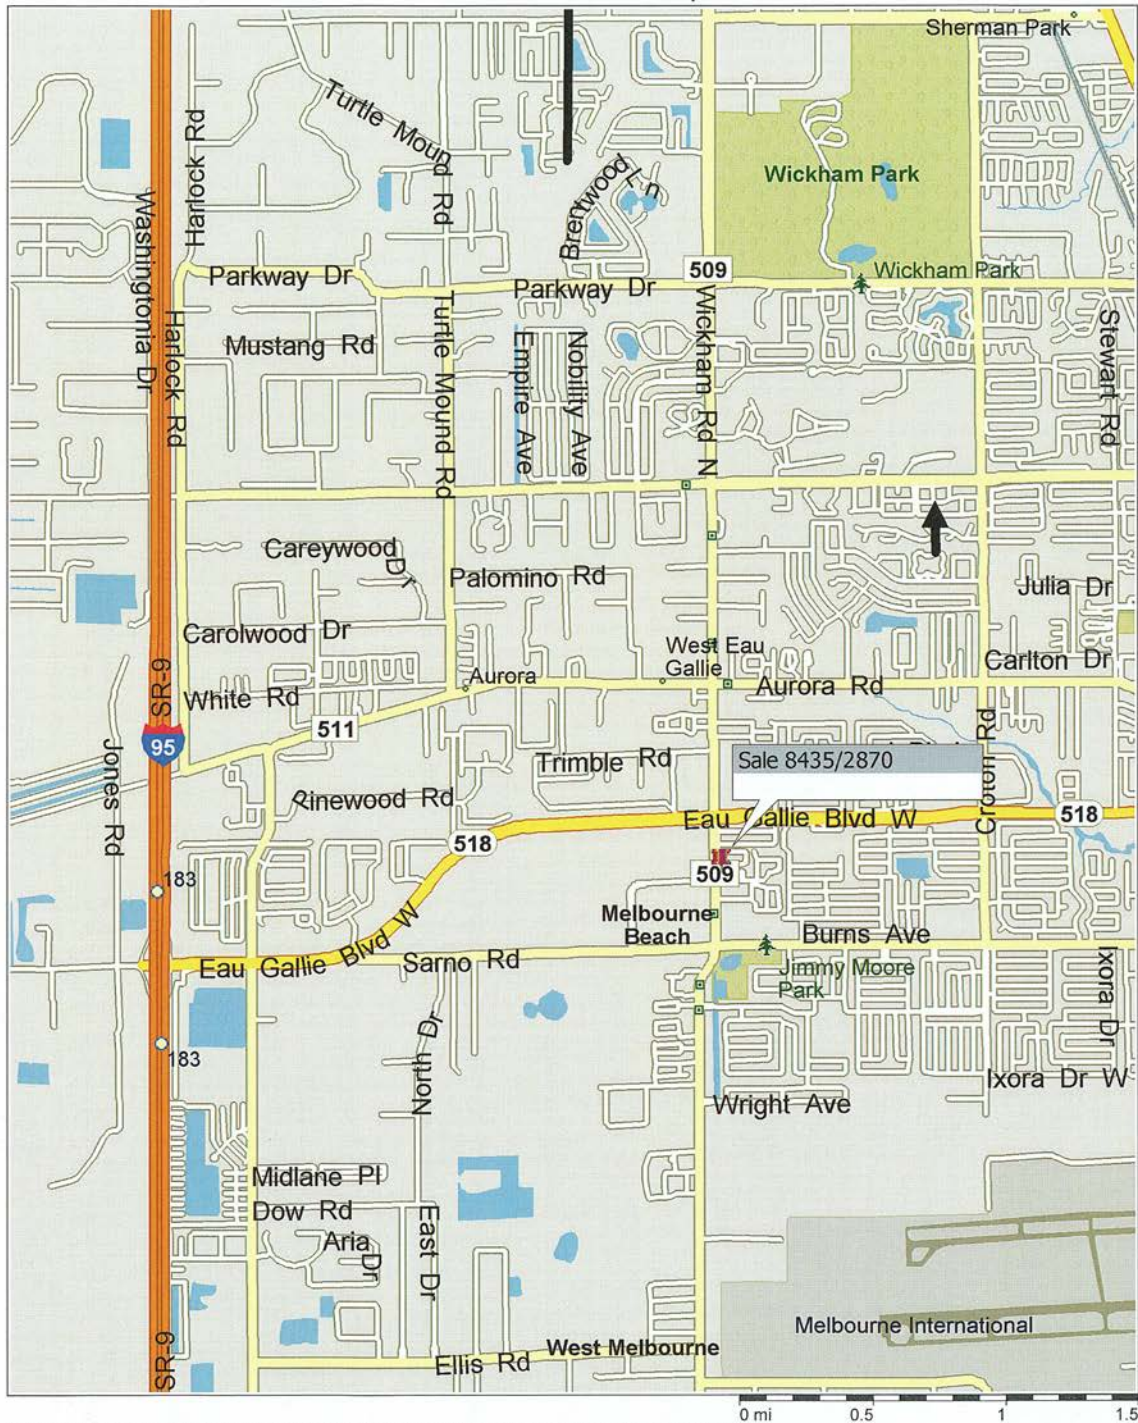 Sherman Park
Turtle Mound Rd
Harlock Rd
Wickham Park
Brentwood Ln
Washingtonia Dr
509
Wickham Park
Parkway Dr
Parkway Dr
Harlock Rd
Turtle Mound Rd
Mustang Rd
Empire Ave
Nobility Ave
Wickham Rd N
Stewart Rd
Careywood Dr
Palomino Rd
Julia Dr
Carolwood Dr
West Eau
Gallie
Carlton Dr
SR-9
White Rd
Aurora
Aurora Rd
511
95
Jones Rd
Trimble Rd
Croton Rd
Sale 8435/2870
Pinewood Rd
Eau Gallie Blvd W
518
518
183
509
Melbourne
Beach
Burns Ave
Eau Gallie Blvd W
Sarno Rd
Jimmy Moore
Park
Ixora Dr
183
North Dr
Ixora Dr W
Wright Ave
Midlane Pl
Dow Rd
Aria Dr
East Dr
Melbourne International
SR-9
West Melbourne
Ellis Rd
0 mi 0.5 1 1.5